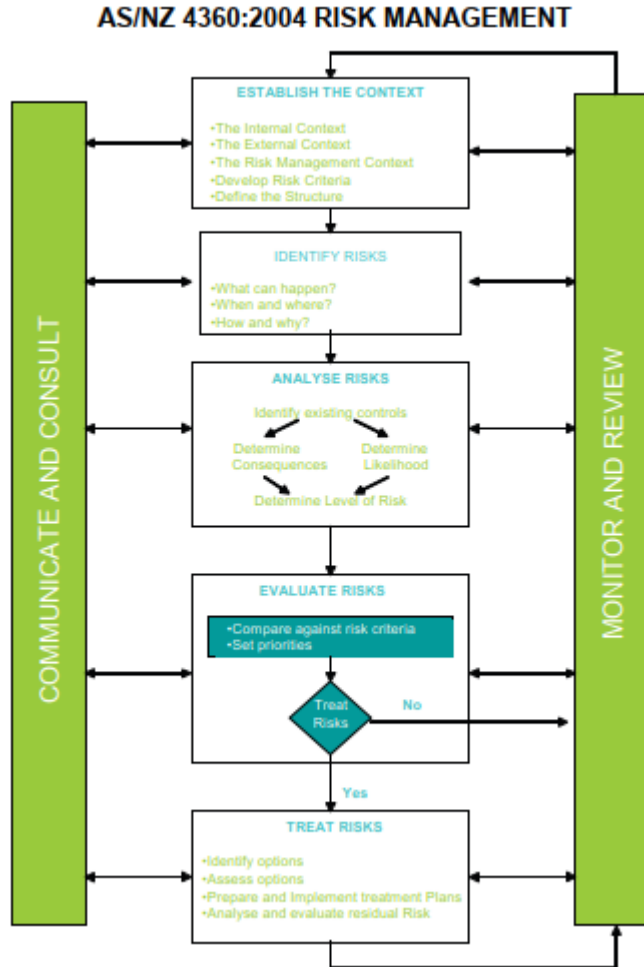 AS/NZ 4360:2004 RISK MANAGEMENT
COMMUNICATE AND CONSULT
ESTABLISH THE CONTEXT
•The Internal Context
•The External Context
•The Risk Management Context
•Develop Risk Criteria
•Define the Structure
IDENTIFY RISKS
•What can happen?
•When and where?
•How and why?
ANALYSE RISKS
Identify existing controls
Determine Consequences
Determine Likelihood
Determine Level of Risk
EVALUATE RISKS
•Compare against risk criteria
•Set priorities
Treat
Risks
No
Yes
TREAT RISKS
•Identify options
•Assess options
•Prepare and Implement treatment Plans
•Analyse and evaluate residual Risk
MONITOR AND REVIEW